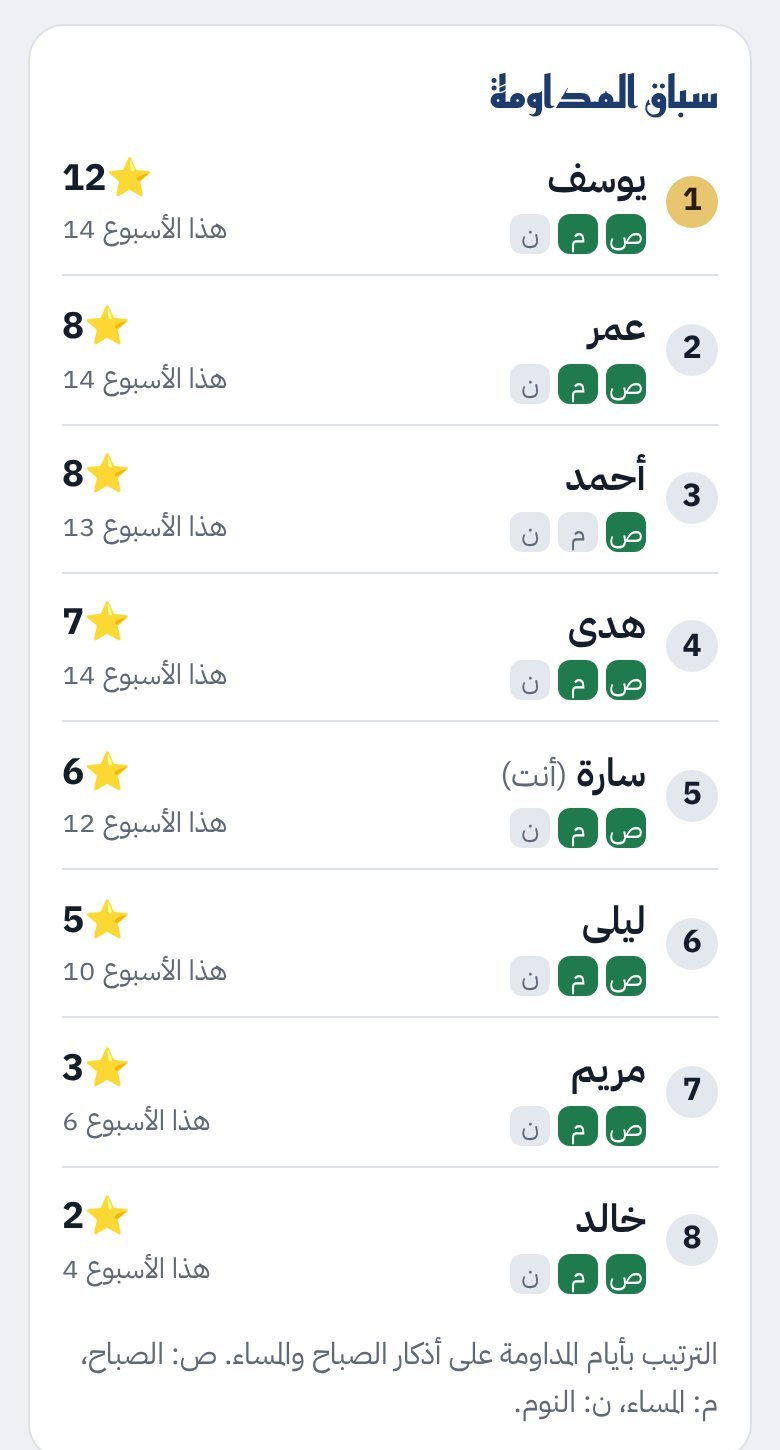 سباق المداومة
1 يوسف ⭐12
ص م ن هذا الأسبوع 14
2 عمر ⭐8
ص م ن هذا الأسبوع 14
3 أحمد ⭐8
ص م ن هذا الأسبوع 13
4 هدى ⭐7
ص م ن هذا الأسبوع 14
5 سارة (أنت) ⭐6
ص م ن هذا الأسبوع 12
6 ليلى ⭐5
ص م ن هذا الأسبوع 10
7 مريم ⭐3
ص م ن هذا الأسبوع 6
8 خالد ⭐2
ص م ن هذا الأسبوع 4
الترتيب بأيام المداومة على أذكار الصباح والمساء. ص: الصباح،
م: المساء، ن: النوم.